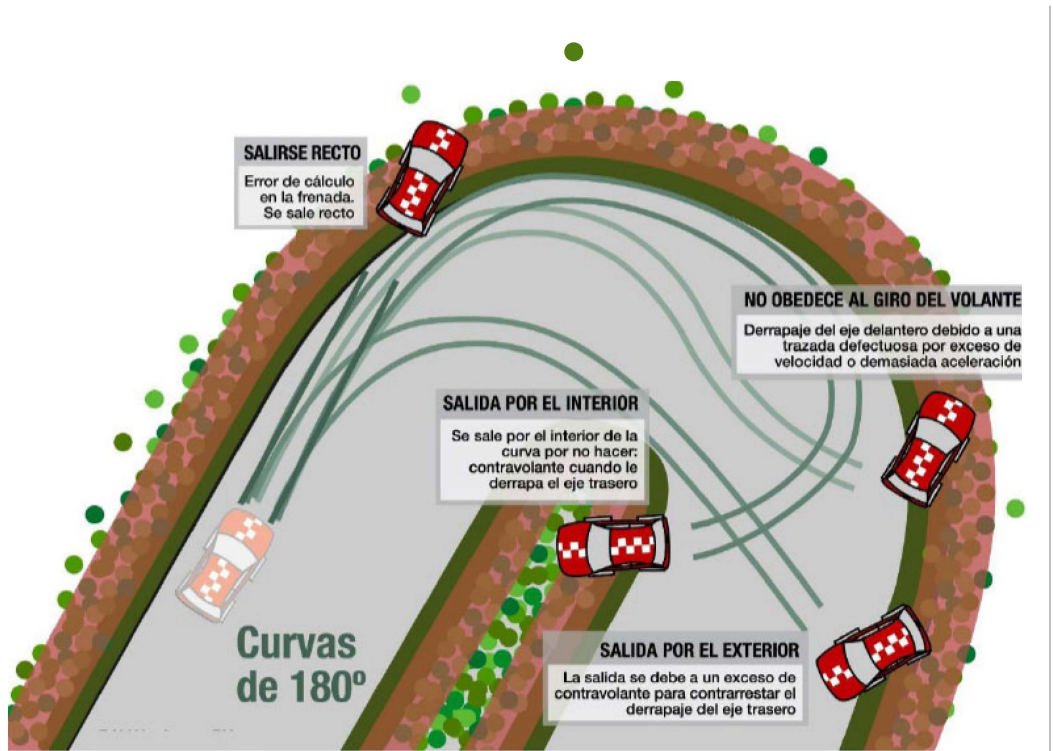 SALIRSE RECTO
Error de cálculo
en la frenada.
Se sale recto
NO OBEDECE AL GIRO DEL VOLANTE
Derrapaje del eje delantero debido a una
trazada defectuosa por exceso de
velocidad o demasiada aceleración
SALIDA POR EL INTERIOR
Se sale por el interior de la
curva por no hacer:
contravolante cuando le
derrapa el eje trasero
SALIDA POR EL EXTERIOR
La salida se debe a un exceso de
contravolante para contrarrestar el
derrapaje del eje trasero
Curvas
de 180º